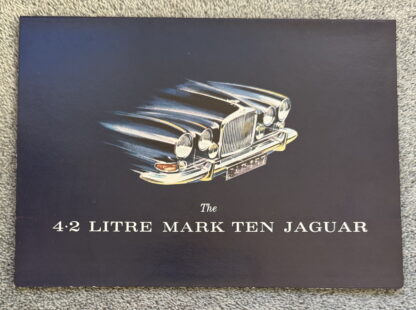 The
4·2 LITRE MARK TEN JAGUAR